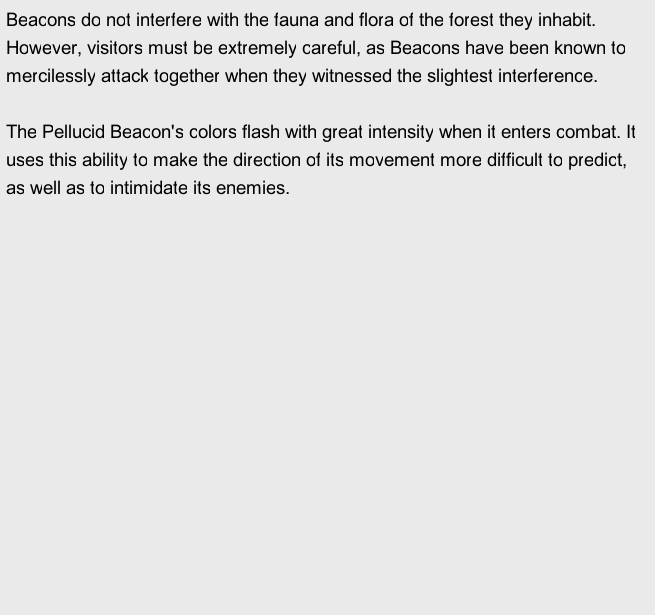 Beacons do not interfere with the fauna and flora of the forest they inhabit.
However, visitors must be extremely careful, as Beacons have been known to
mercilessly attack together when they witnessed the slightest interference.
The Pellucid Beacon's colors flash with great intensity when it enters combat. It
uses this ability to make the direction of its movement more difficult to predict,
as well as to intimidate its enemies.